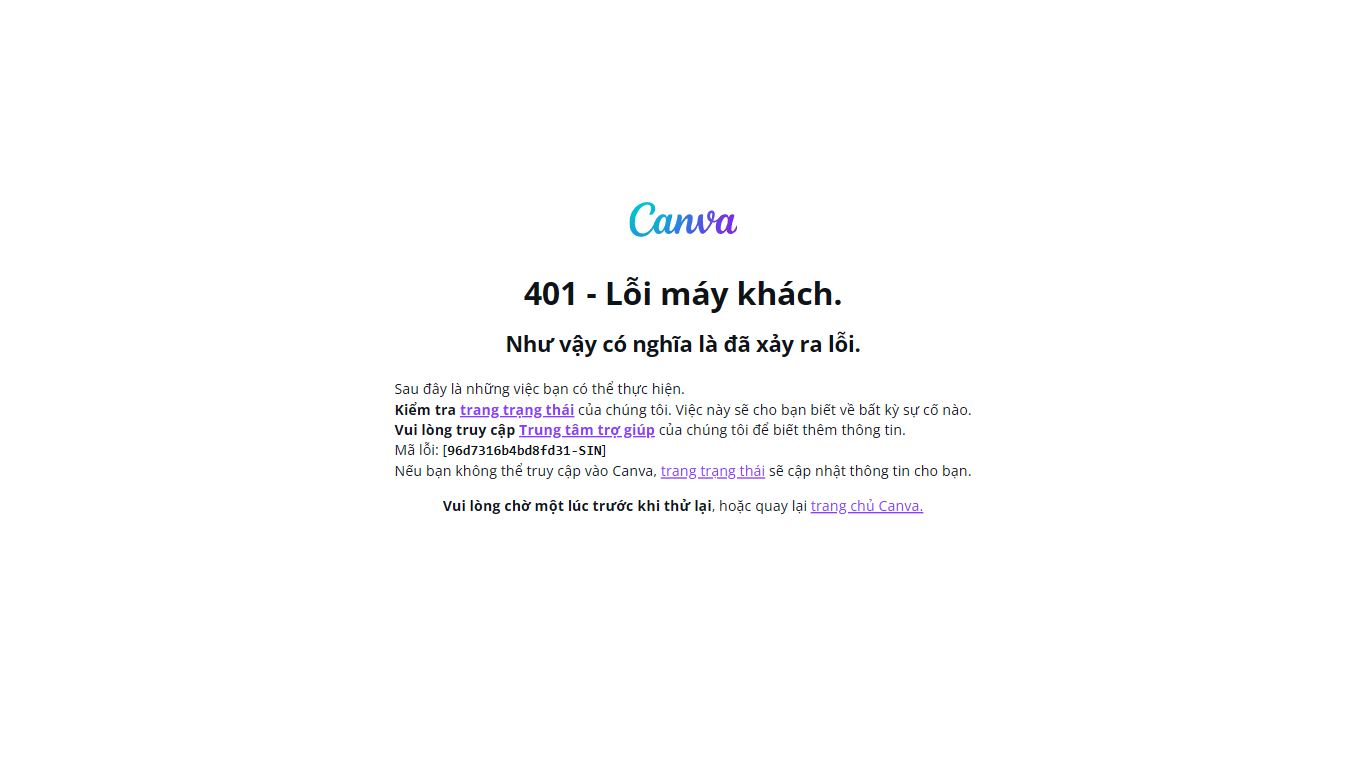 Canva
401 - Lỗi máy khách.
Như vậy có nghĩa là đã xảy ra lỗi.
Sau đây là những việc bạn có thể thực hiện.
Kiểm tra trang trạng thái của chúng tôi. Việc này sẽ cho bạn biết về bất kỳ sự cố nào.
Vui lòng truy cập Trung tâm trợ giúp của chúng tôi để biết thêm thông tin.
Mã lỗi: [96d7316b4bd8fd31-SIN]
Nếu bạn không thể truy cập vào Canva, trang trạng thái sẽ cập nhật thông tin cho bạn.
Vui lòng chờ một lúc trước khi thử lại, hoặc quay lại trang chủ Canva.